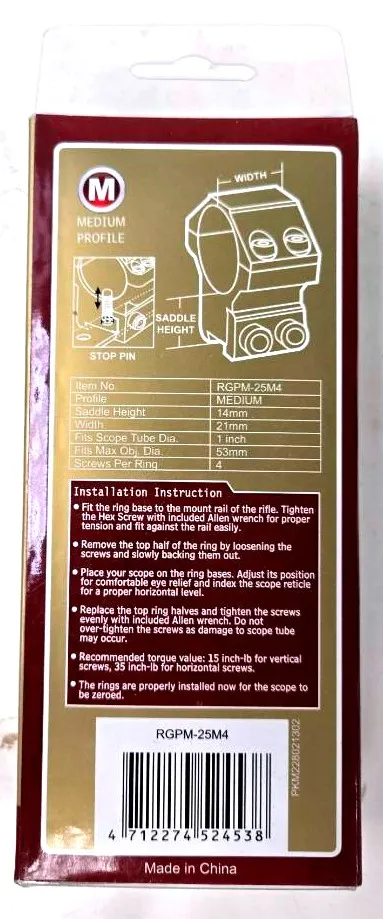 M
MEDIUM
PROFILE
WIDTH
SADDLE
HEIGHT
STOP PIN
Item No. RGPM-25M4
Profile MEDIUM
Saddle Height 14mm
Width 21mm
Fits Scope Tube Dia. 1 inch
Fits Max Obj. Dia. 53mm
Screws Per Ring 4
Installation Instruction
• Fit the ring base to the mount rail of the rifle. Tighten
the Hex Screw with included Allen wrench for proper
tension and fit against the rail easily.
• Remove the top half of the ring by loosening the
screws and slowly backing them out.
• Place your scope on the ring bases. Adjust its position
for comfortable eye relief and index the scope reticle
for a proper horizontal level.
• Replace the top ring halves and tighten the screws
evenly with included Allen wrench. Do not
over-tighten the screws as damage to scope tube
may occur.
• Recommended torque value: 15 inch-lb for vertical
screws, 35 inch-lb for horizontal screws.
• The rings are properly installed now for the scope to
be zeroed.
RGPM-25M4
4 712274 524538
PKM228021302
Made in China